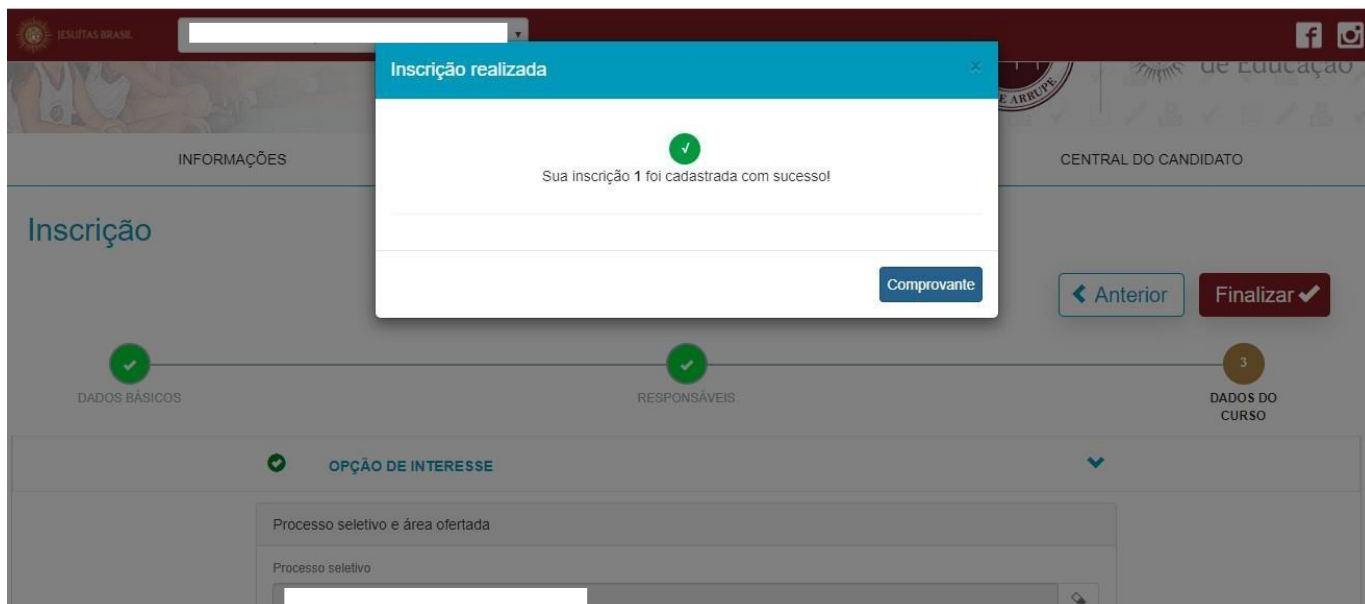 JESUÍTAS BRASIL
Inscrição realizada
×
E ARRUPE
de Educação
INFORMAÇÕES
CENTRAL DO CANDIDATO
Sua inscrição 1 foi cadastrada com sucesso!
Inscrição
Comprovante
Anterior
Finalizar
3
DADOS BÁSICOS
RESPONSÁVEIS
DADOS DO
CURSO
OPÇÃO DE INTERESSE
Processo seletivo e área ofertada
Processo seletivo